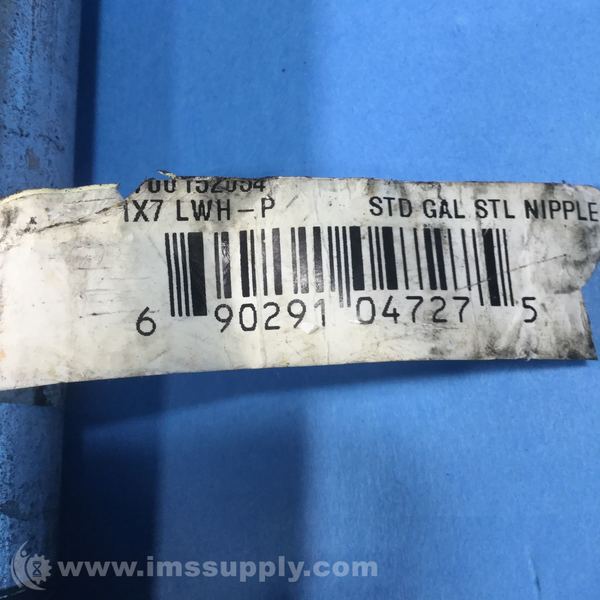 1X7 LWH-P STD GAL STL NIPPLE
6 90291 04727 5
www.imssupply.com